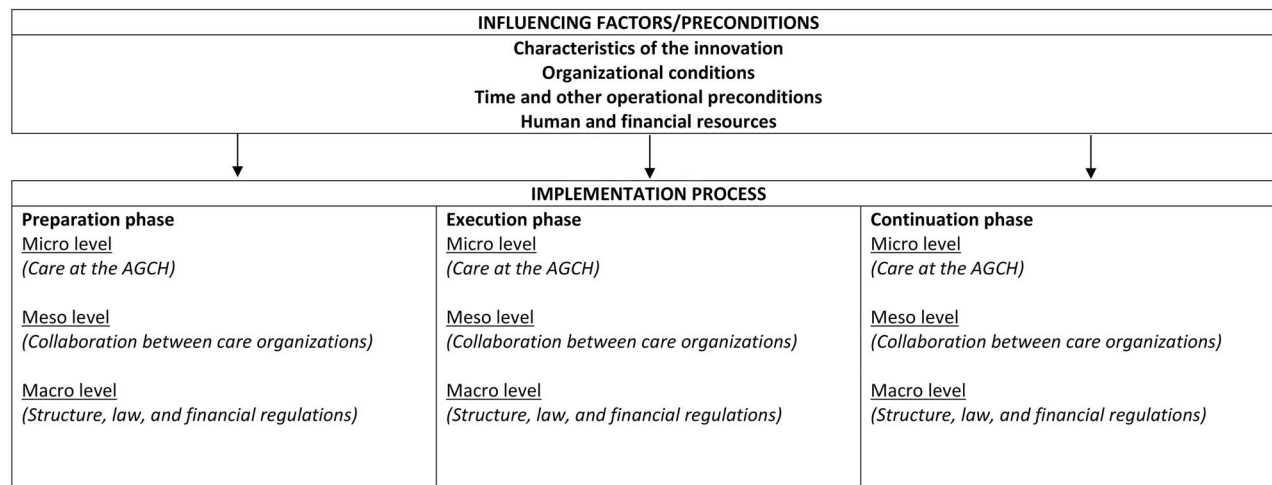 INFLUENCING FACTORS/PRECONDITIONS
Characteristics of the innovation
Organizational conditions
Time and other operational preconditions
Human and financial resources
IMPLEMENTATION PROCESS
Preparation phase
Micro level
(Care at the AGCH)
Meso level
(Collaboration between care organizations)
Macro level
(Structure, law, and financial regulations)
Execution phase
Micro level
(Care at the AGCH)
Meso level
(Collaboration between care organizations)
Macro level
(Structure, law, and financial regulations)
Continuation phase
Micro level
(Care at the AGCH)
Meso level
(Collaboration between care organizations)
Macro level
(Structure, law, and financial regulations)